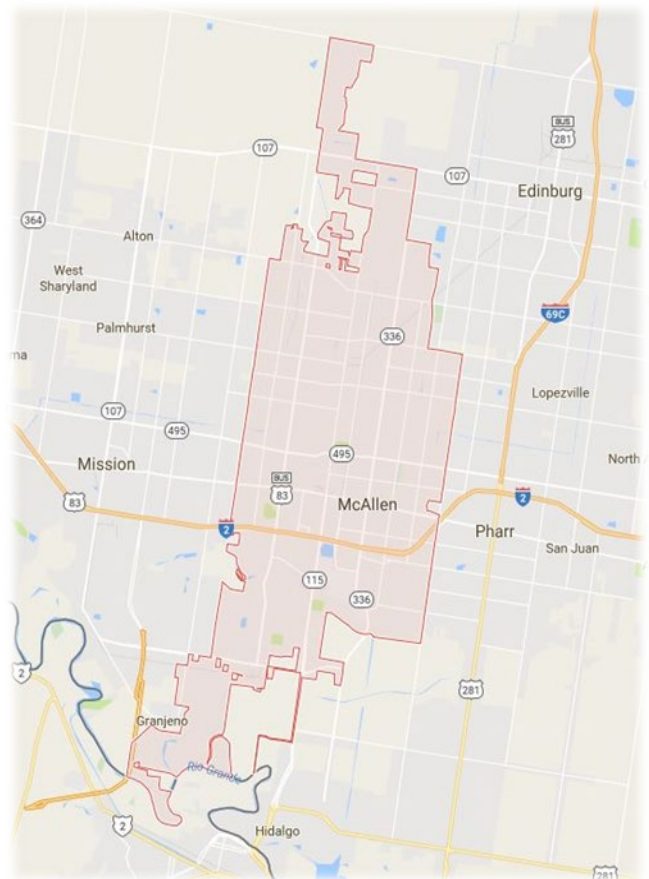 BUS
281
107
107
Edinburg
364
Alton
West
Sharyland
69C
336
Palmhurst
ma
Lopezville
107
495
495
North
Mission
BUS
83
McAllen
83
2
2
Pharr
San Juan
115
336
2
281
Granjeno
Rio Grande
2
Hidalgo
281